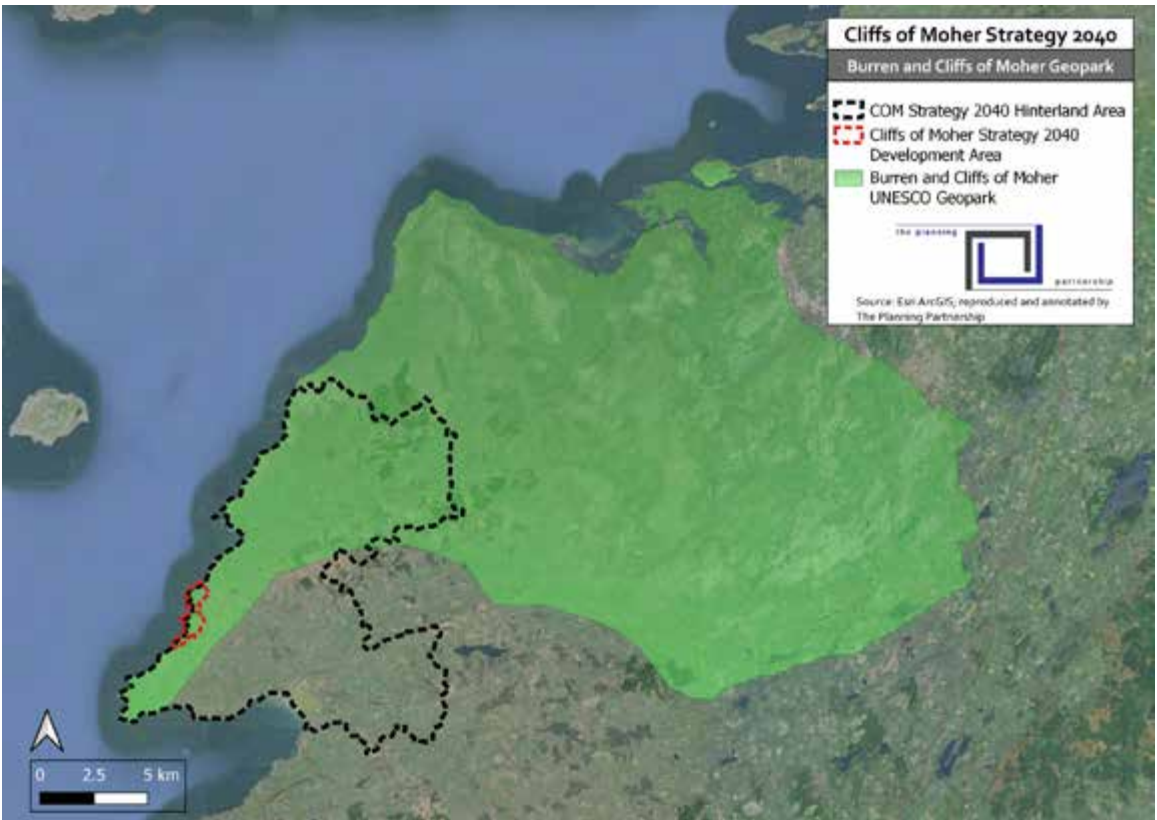 Cliffs of Moher Strategy 2040
Burren and Cliffs of Moher Geopark
COM Strategy 2040 Hinterland Area
Cliffs of Moher Strategy 2040
Development Area
Burren and Cliffs of Moher
UNESCO Geopark
the planning
partnership
Source: Esri ArcGIS; reproduced and annotated by
The Planning Partnership
0 2.5 5 km